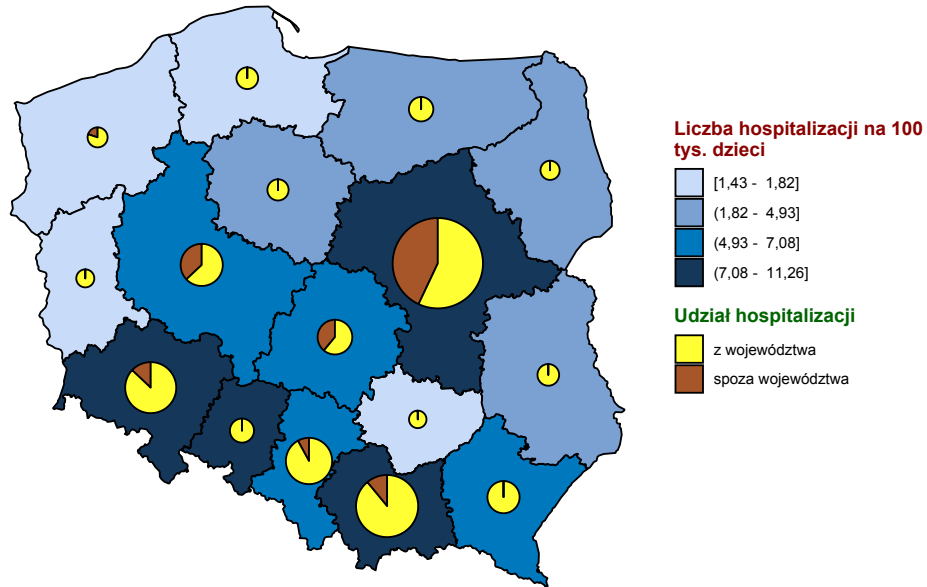 Liczba hospitalizacji na 100
tys. dzieci
[1,43 - 1,82]
(1,82 - 4,93]
(4,93 - 7,08]
(7,08 - 11,26]
Udział hospitalizacji
z województwa
spoza województwa